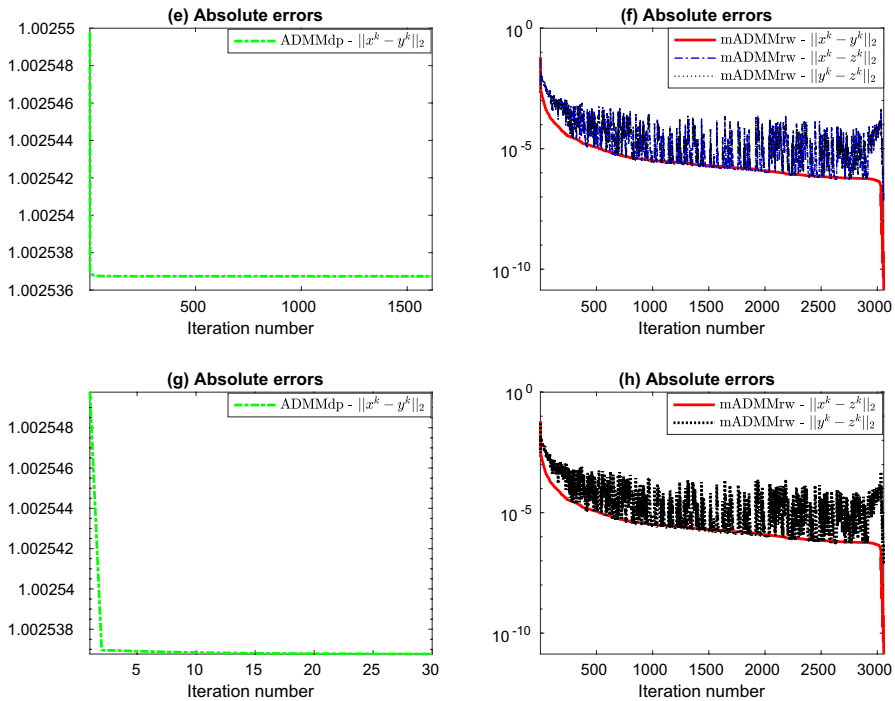 (e) Absolute errors
ADMMdp - ||x^k − y^k||_2
1.00255
1.002548
1.002546
1.002544
1.002542
1.00254
1.002538
1.002536
500
1000
1500
Iteration number
(f) Absolute errors
mADMMrw - ||x^k − y^k||_2
mADMMrw - ||x^k − z^k||_2
mADMMrw - ||y^k − z^k||_2
10^0
10^-5
10^-10
500
1000
1500
2000
2500
3000
Iteration number
(g) Absolute errors
ADMMdp - ||x^k − y^k||_2
1.002548
1.002546
1.002544
1.002542
1.00254
1.002538
5
10
15
20
25
30
Iteration number
(h) Absolute errors
mADMMrw - ||x^k − z^k||_2
mADMMrw - ||y^k − z^k||_2
10^0
10^-5
10^-10
500
1000
1500
2000
2500
3000
Iteration number